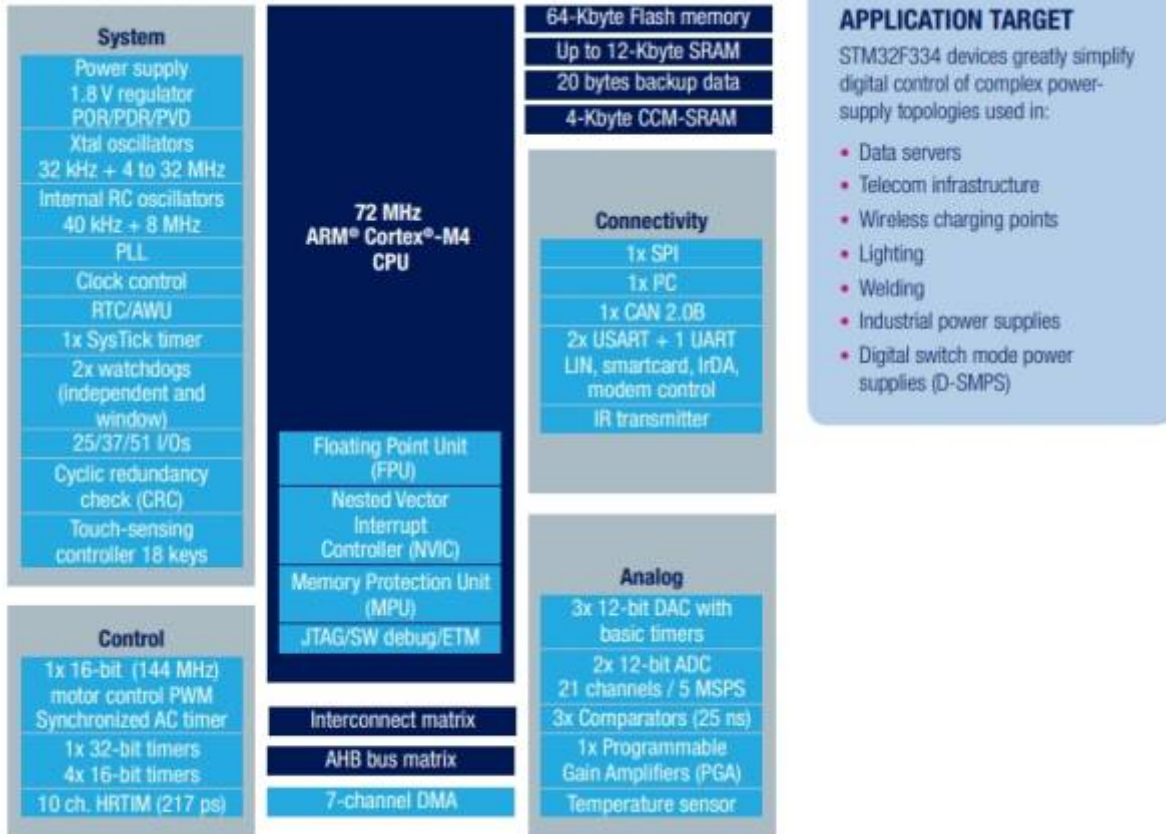 System
Power supply
1.8 V regulator
POR/PDR/PVD
Xtal oscillators
32 kHz + 4 to 32 MHz
Internal RC oscillators
40 kHz + 8 MHz
PLL
Clock control
RTC/AWU
1x SysTick timer
2x watchdogs
(independent and
window)
25/37/51 I/Os
Cyclic redundancy
check (CRC)
Touch-sensing
controller 18 keys
Control
1x 16-bit (144 MHz)
motor control PWM
Synchronized AC timer
1x 32-bit timers
4x 16-bit timers
10 ch. HRTIM (217 ps)
72 MHz
ARM® Cortex®-M4
CPU
Floating Point Unit
(FPU)
Nested Vector
Interrupt
Controller (NVIC)
Memory Protection Unit
(MPU)
JTAG/SW debug/ETM
Interconnect matrix
AHB bus matrix
7-channel DMA
64-Kbyte Flash memory
Up to 12-Kbyte SRAM
20 bytes backup data
4-Kbyte CCM-SRAM
Connectivity
1x SPI
1x I²C
1x CAN 2.0B
2x USART + 1 UART
LIN, smartcard, IrDA,
modem control
IR transmitter
Analog
3x 12-bit DAC with
basic timers
2x 12-bit ADC
21 channels / 5 MSPS
3x Comparators (25 ns)
1x Programmable
Gain Amplifiers (PGA)
Temperature sensor
APPLICATION TARGET
STM32F334 devices greatly simplify
digital control of complex power-
supply topologies used in:
• Data servers
• Telecom infrastructure
• Wireless charging points
• Lighting
• Welding
• Industrial power supplies
• Digital switch mode power
supplies (D-SMPS)